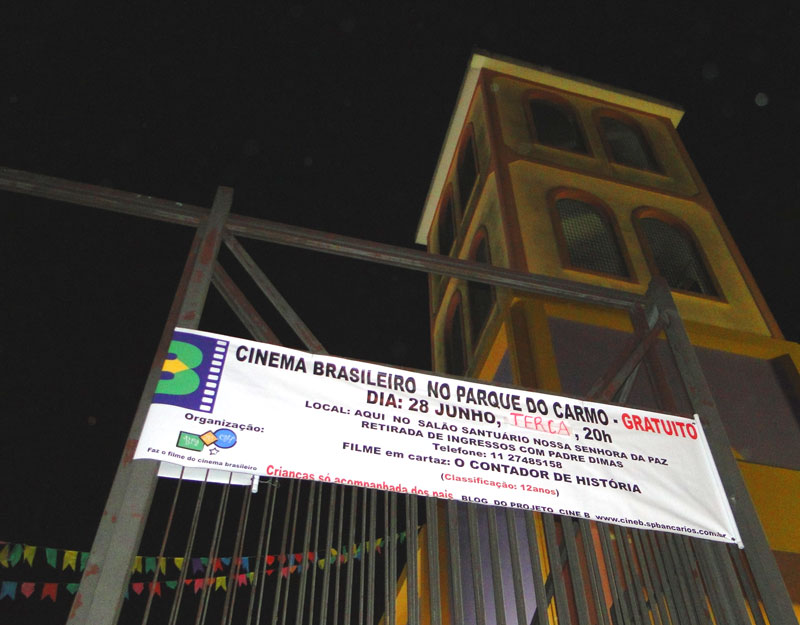 B
CINEMA BRASILEIRO NO PARQUE DO CARMO - GRATUITO
DIA: 28 JUNHO, TERÇA, 20h
LOCAL: AQUI NO SALÃO SANTUÁRIO NOSSA SENHORA DA PAZ
RETIRADA DE INGRESSOS COM PADRE DIMAS
Telefone: 11 27485158
FILME em cartaz: O CONTADOR DE HISTÓRIA
(Classificação: 12anos)
Organização:
Faz o filme do cinema brasileiro
Crianças só acompanhada dos pais
BLOG DO PROJETO CINE B www.cineb.spbancarios.com.br